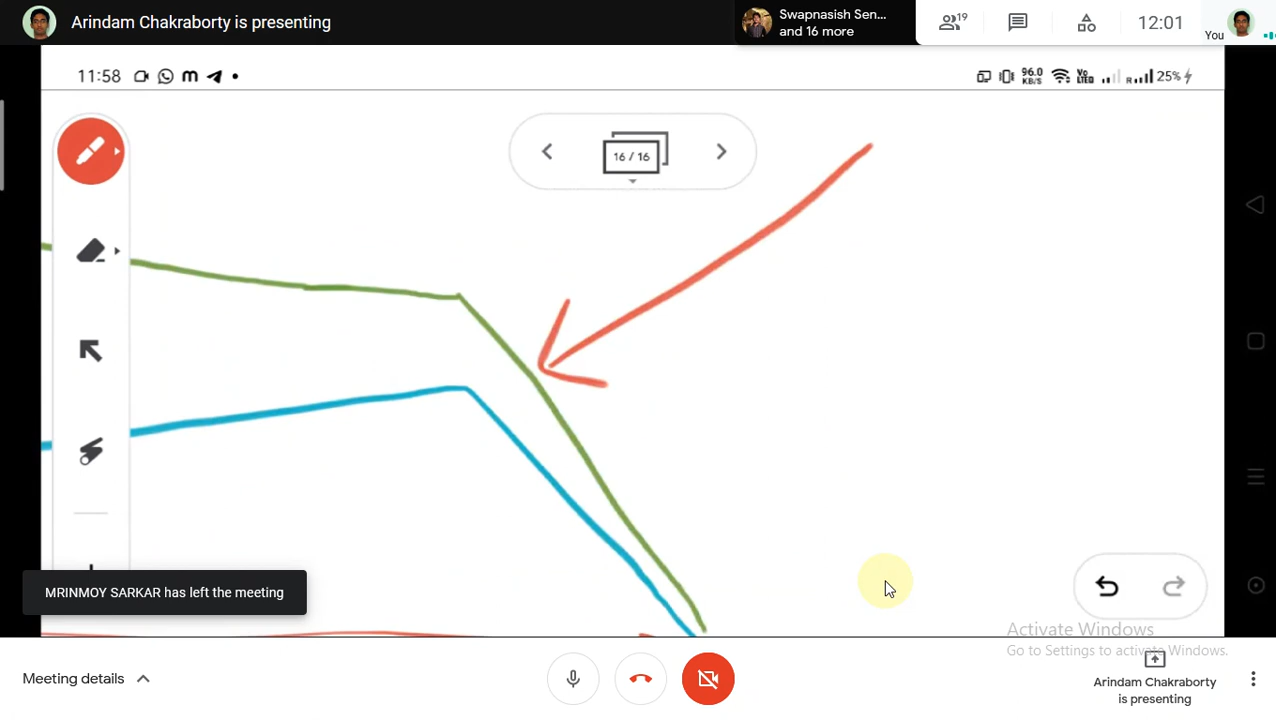 Arindam Chakraborty is presenting
Swapnasish Sen...
and 16 more
19
12:01
You
11:58
96.0
KB/S
Vo
LTE
R
25%
16 / 16
MRINMOY SARKAR has left the meeting
Activate Windows
Go to Settings to activate Windows.
Meeting details
Arindam Chakraborty
is presenting